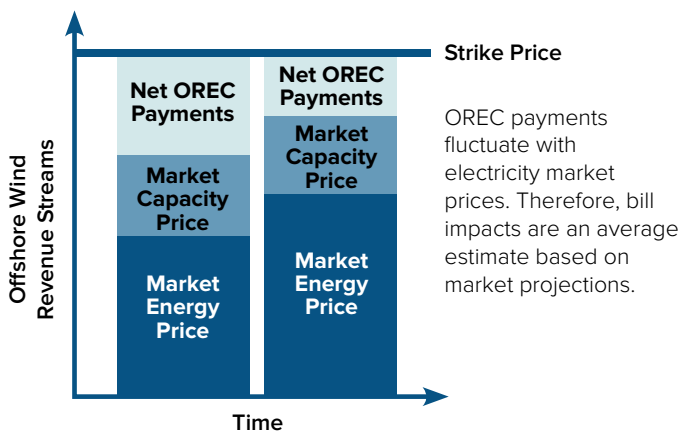 Offshore Wind
Revenue Streams
Net OREC
Payments
Market
Capacity
Price
Market
Energy
Price
Net OREC
Payments
Market
Capacity
Price
Market
Energy
Price
Time
Strike Price
OREC payments
fluctuate with
electricity market
prices. Therefore, bill
impacts are an average
estimate based on
market projections.